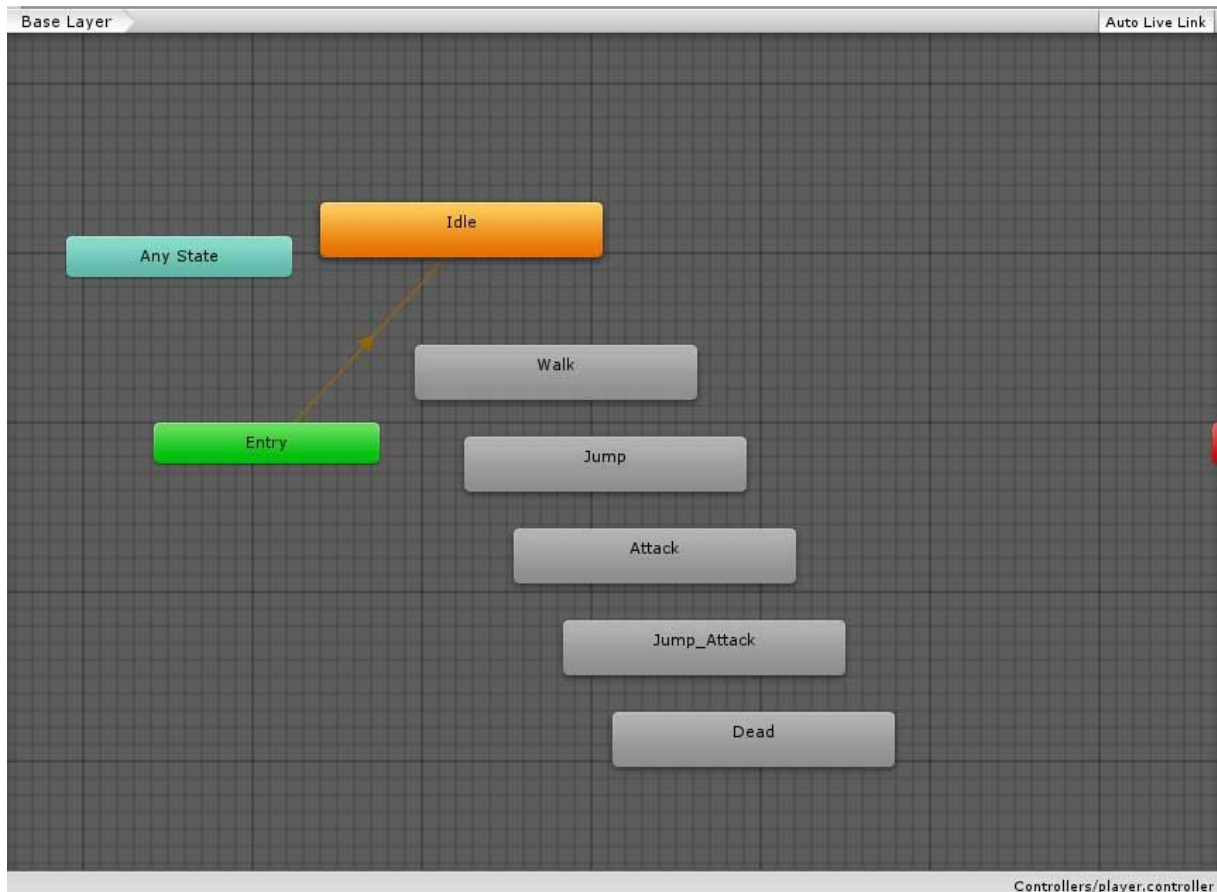 Base Layer
Auto Live Link
Idle
Any State
Walk
Entry
Jump
Attack
Jump_Attack
Dead
Controllers/player.controller